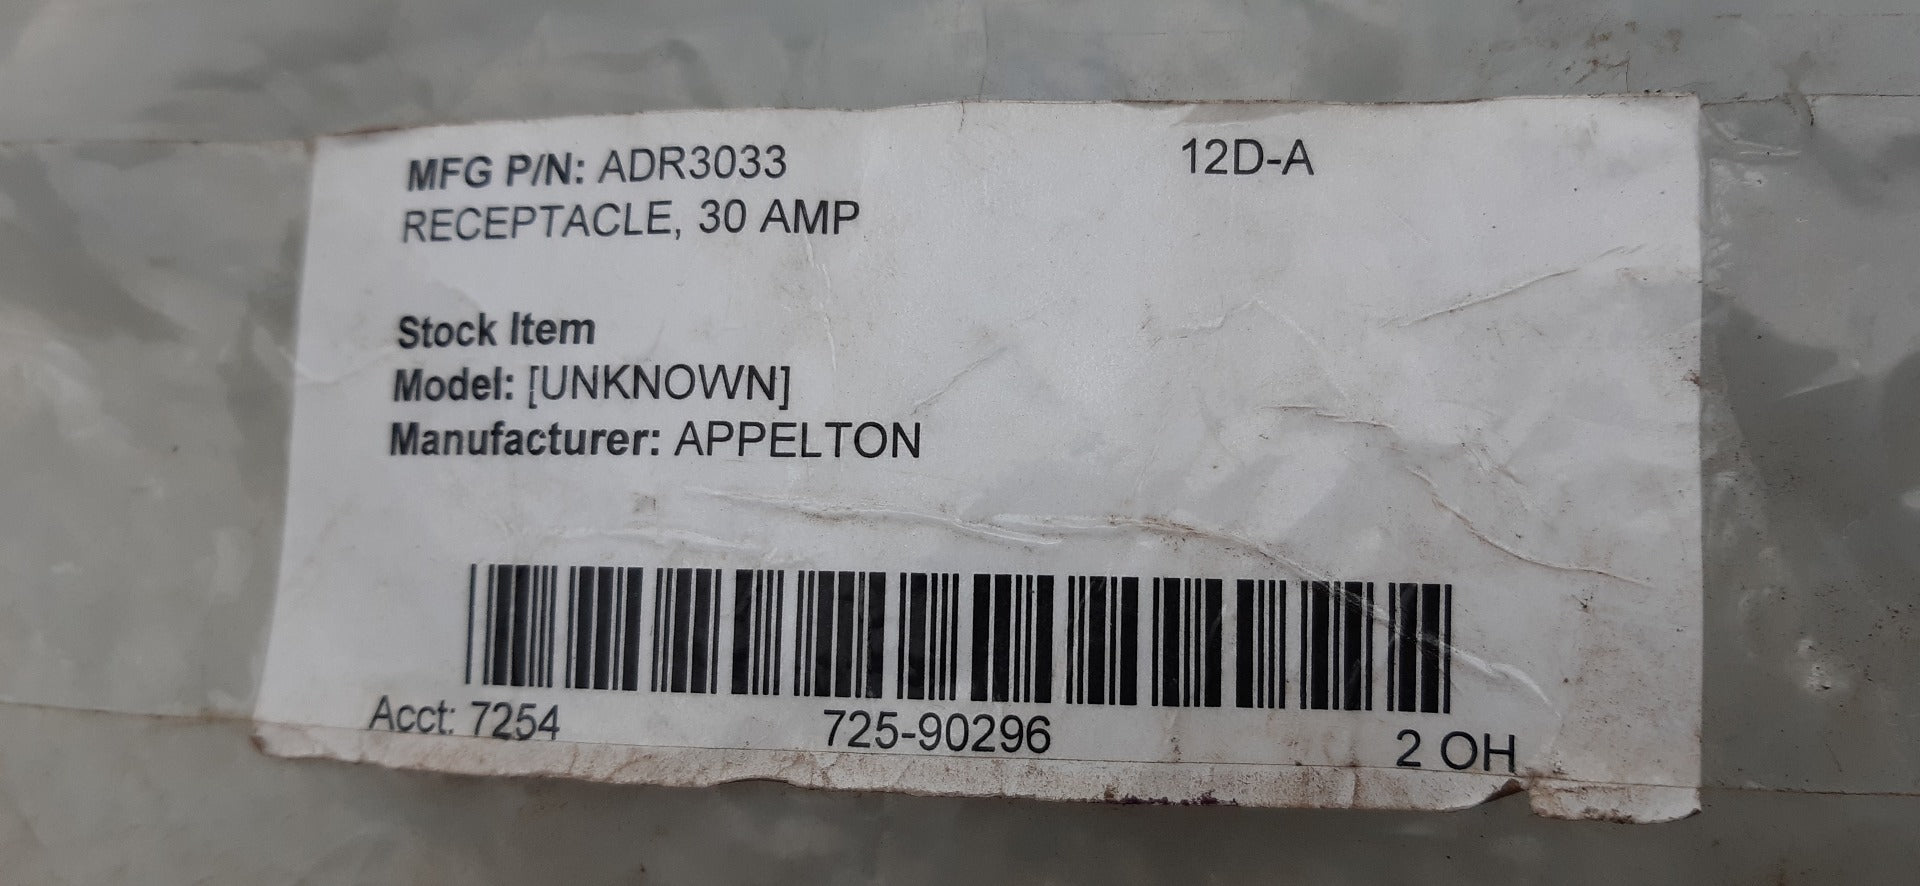 MFG P/N: ADR3033 12D-A
RECEPTACLE, 30 AMP
Stock Item
Model: [UNKNOWN]
Manufacturer: APPELTON
Acct: 7254 725-90296 2 OH